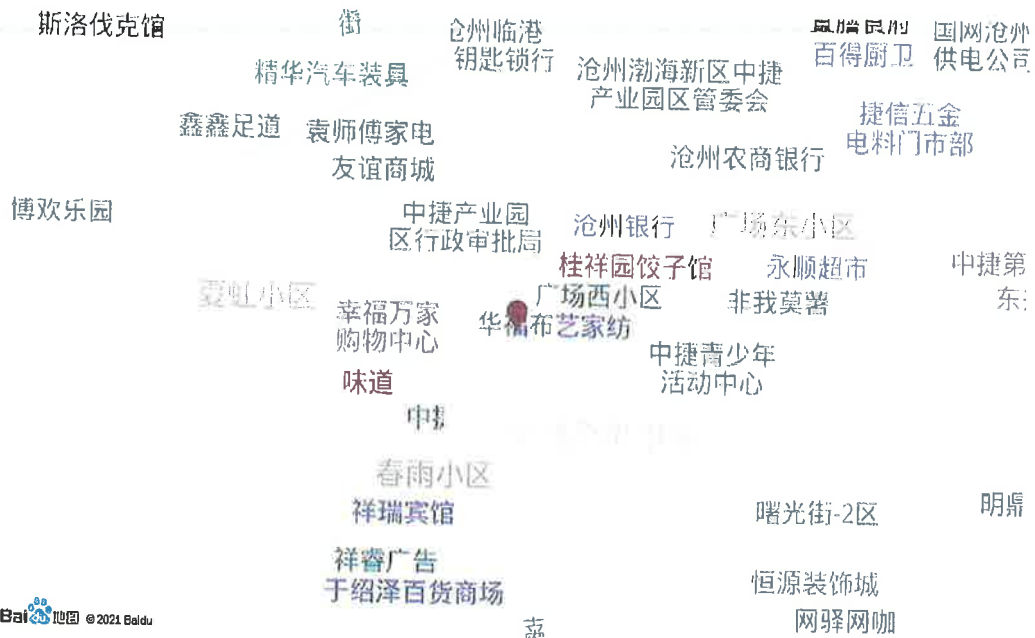 斯洛伐克馆
街
沧州临港
钥匙锁行
国网沧州
供电公司
百得厨卫
精华汽车装具
沧州渤海新区中捷
产业园区管委会
捷信五金
电料门市部
鑫鑫足道
袁师傅家电
友谊商城
沧州农商银行
博欢乐园
中捷产业园
区行政审批局
沧州银行
广场东小区
桂祥园饺子馆
永顺超市
中捷第
东
夏虹小区
幸福万家
购物中心
广场西小区
华福布艺家纺
非我莫薯
中捷青少年
活动中心
味道
中捷
春雨小区
祥瑞宾馆
曙光街-2区
明鼎
祥睿广告
于绍泽百货商场
恒源装饰城
网驿网咖
Bai du 地图 © 2021 Baidu